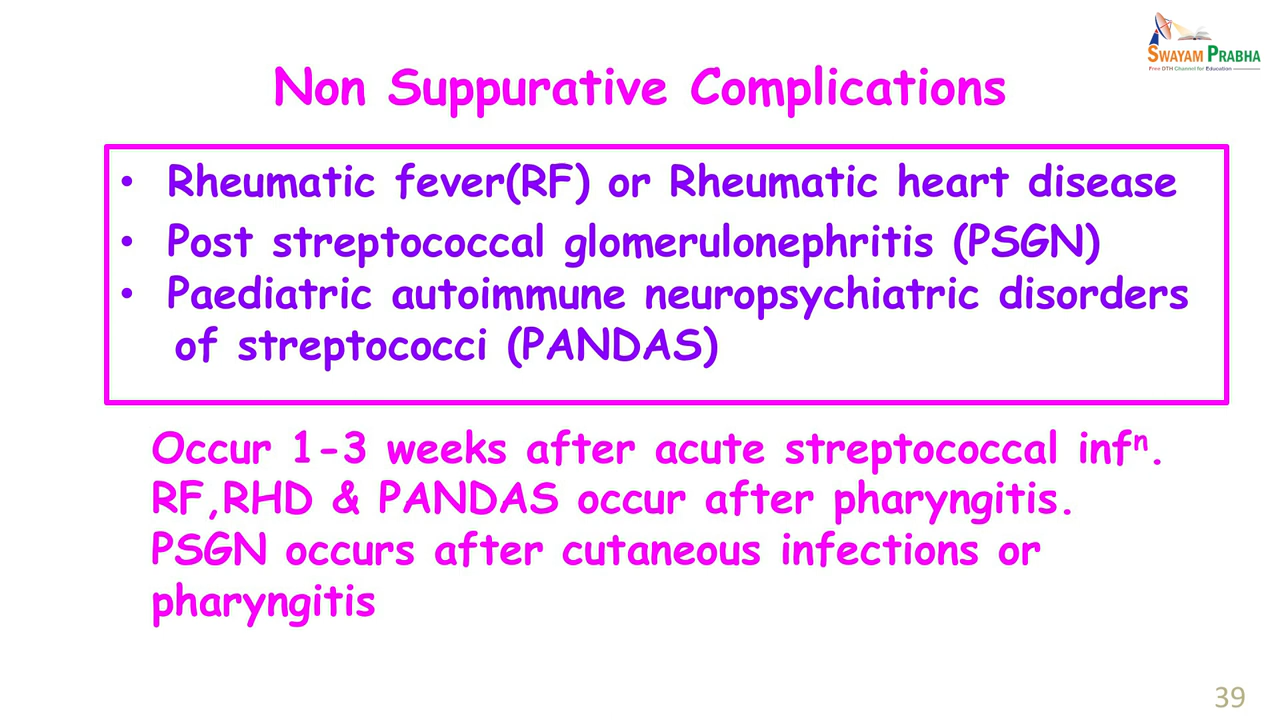 SWAYAM PRABHA
Free DTH Channel for Education
Non Suppurative Complications
• Rheumatic fever(RF) or Rheumatic heart disease
• Post streptococcal glomerulonephritis (PSGN)
• Paediatric autoimmune neuropsychiatric disorders
of streptococci (PANDAS)
Occur 1-3 weeks after acute streptococcal infⁿ.
RF,RHD & PANDAS occur after pharyngitis.
PSGN occurs after cutaneous infections or
pharyngitis
39